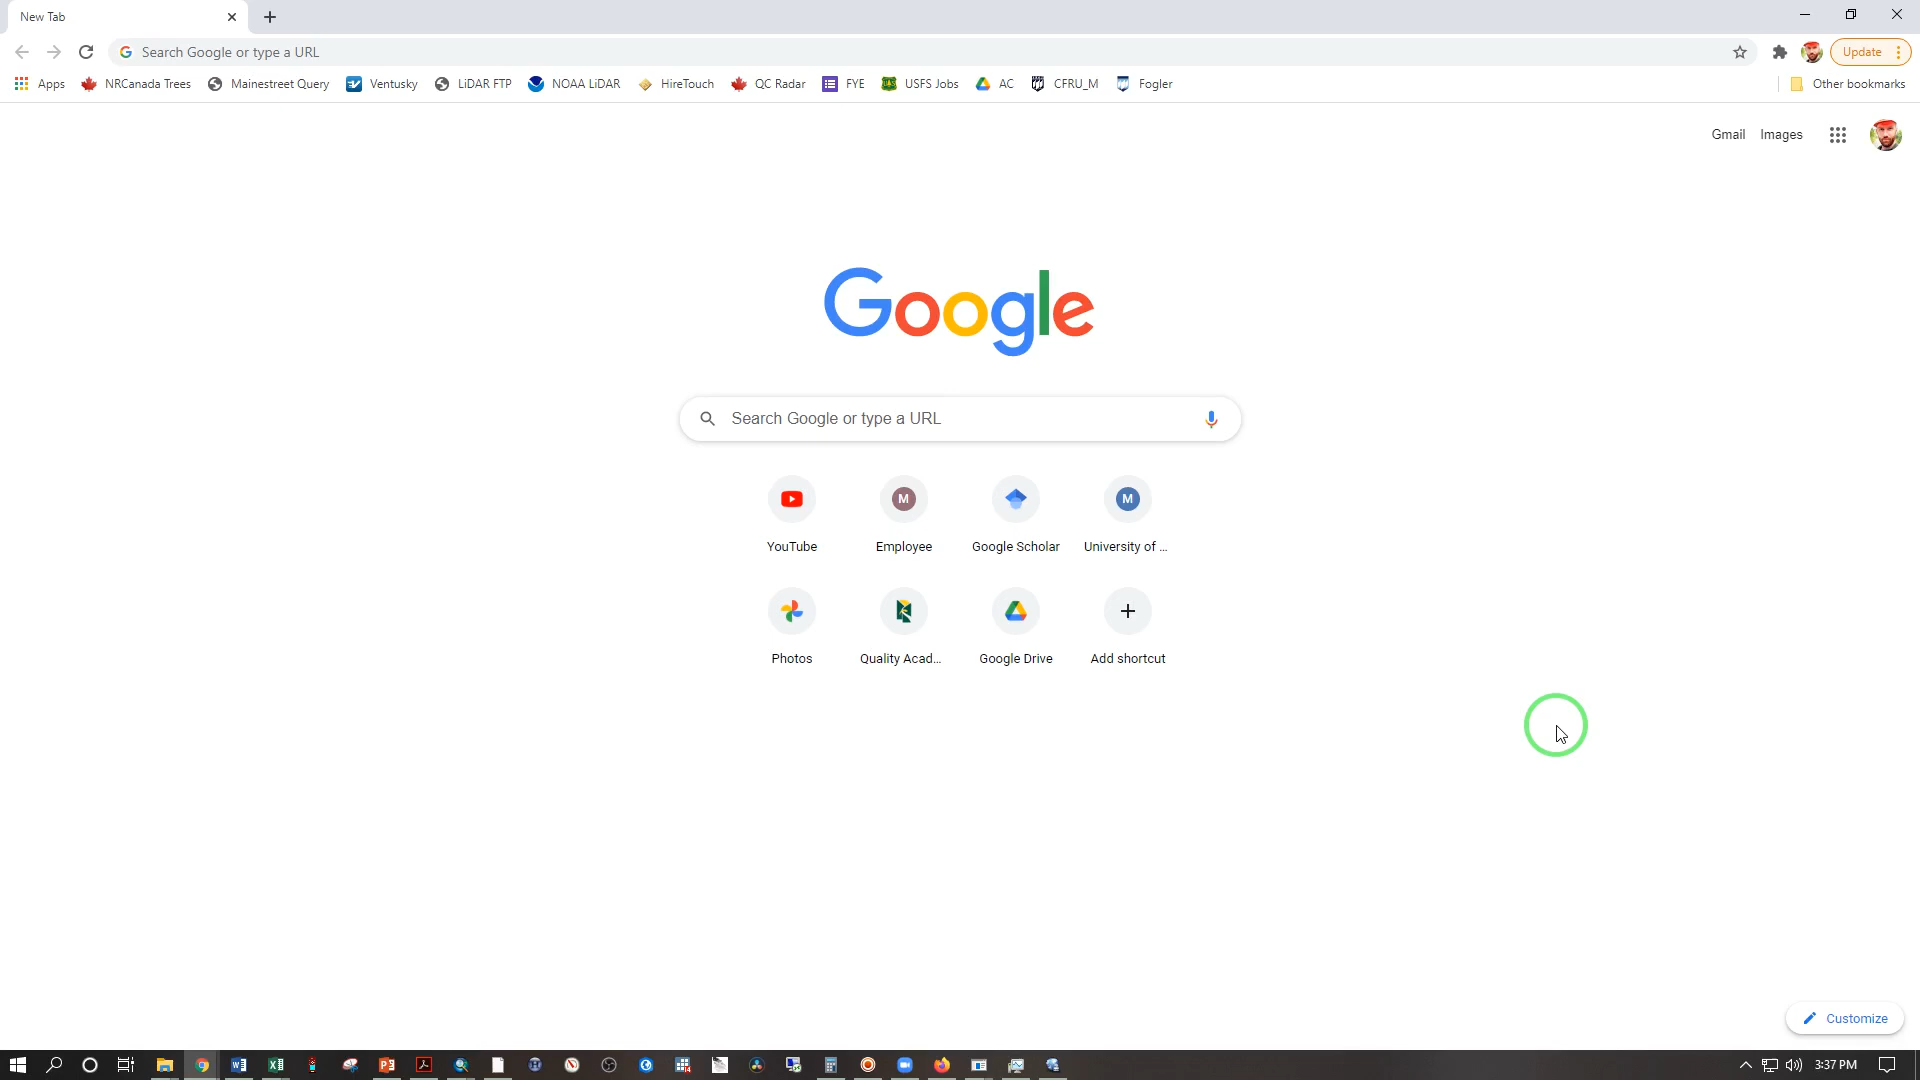 New Tab
Search Google or type a URL
Update
Apps NRCanada Trees Mainestreet Query Ventusky LiDAR FTP NOAA LiDAR HireTouch QC Radar FYE USFS Jobs AC CFRU_M Fogler Other bookmarks
Gmail Images
Google
Search Google or type a URL
M M
YouTube Employee Google Scholar University of ...
Photos Quality Acad... Google Drive Add shortcut
Customize
3:37 PM